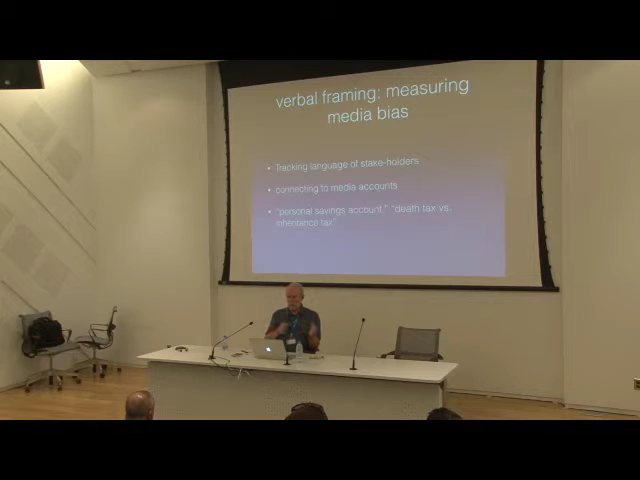 verbal framing: measuring
media bias
• Tracking language of stake-holders
• connecting to media accounts
• "personal savings account," "death tax vs.
inheritance tax"